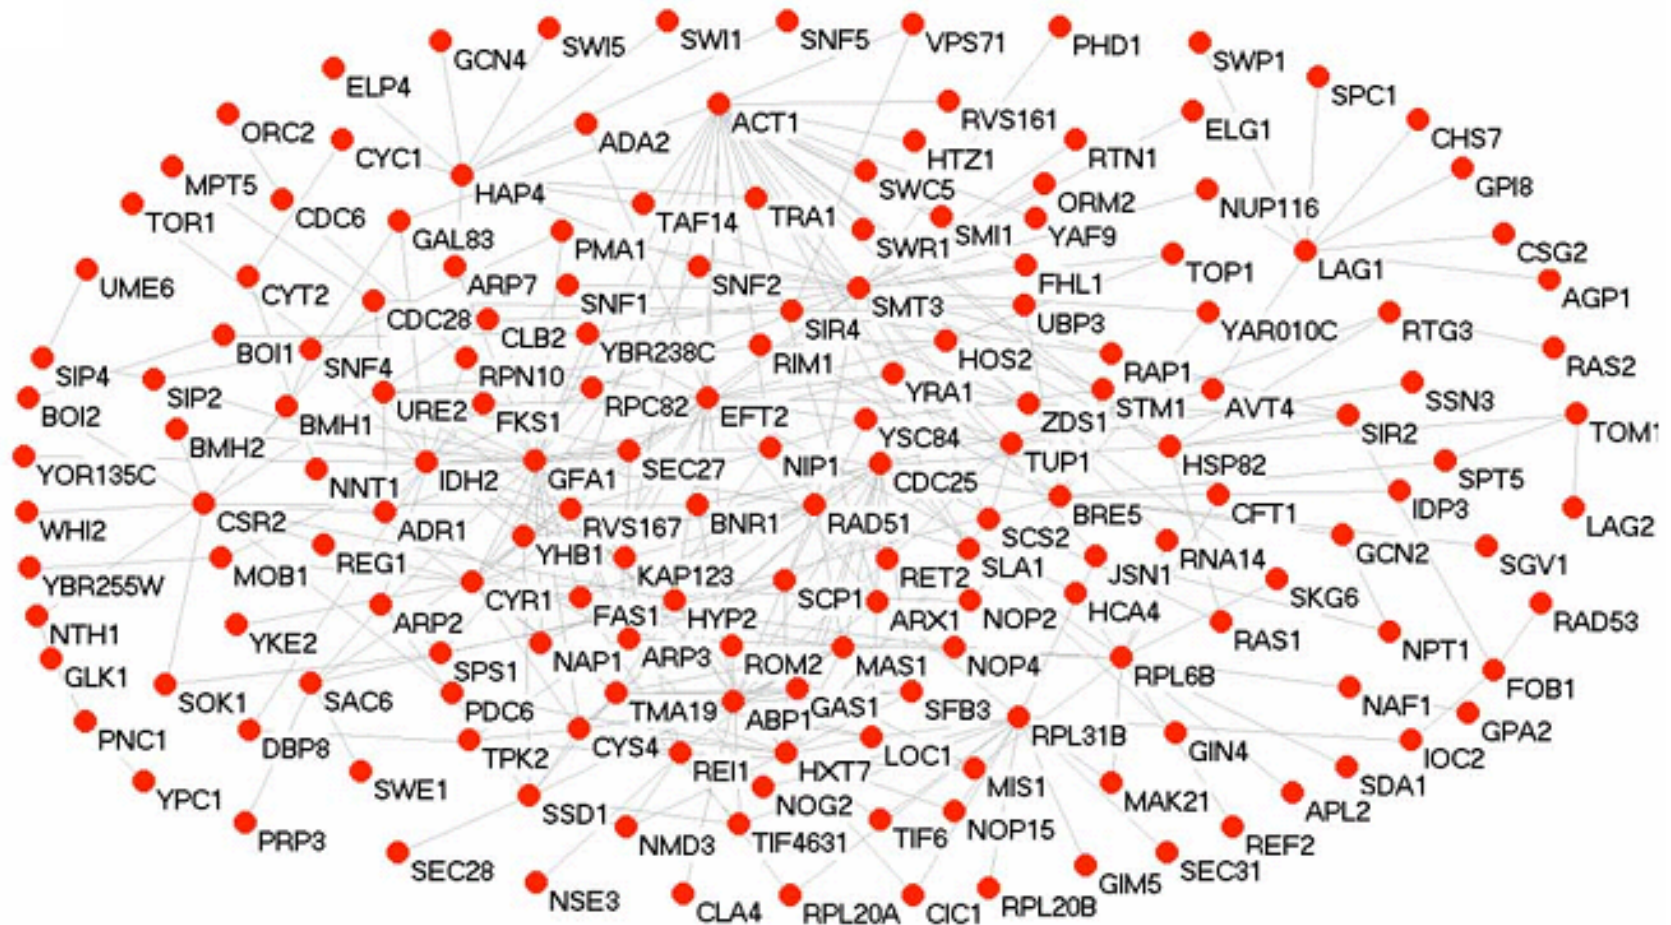 SWI5
SWI1
SNF5
VPS71
PHD1
GCN4
SWP1
ELP4
SPC1
ORC2
ADA2
ACT1
RVS161
ELG1
CHS7
CYC1
HTZ1
RTN1
MPT5
HAP4
SWC5
ORM2
NUP116
GPI8
TOR1
CDC6
GAL83
TAF14
TRA1
SWR1
SMI1
YAF9
CSG2
PMA1
LAG1
UME6
CYT2
ARP7
SNF1
SNF2
SMT3
FHL1
TOP1
AGP1
CDC28
CLB2
SIR4
UBP3
YAR010C
RTG3
BOI1
SNF4
YBR238C
RIM1
HOS2
RAP1
RAS2
SIP4
SIP2
RPN10
YRA1
STM1
AVT4
SSN3
BOI2
BMH1
URE2
FKS1
RPC82
EFT2
ZDS1
SIR2
TOM1
BMH2
YSC84
TUP1
HSP82
SPT5
YOR135C
NNT1
IDH2
GFA1
SEC27
NIP1
CDC25
BRE5
CFT1
IDP3
LAG2
WHI2
CSR2
ADR1
RVS167
BNR1
RAD51
SCS2
GCN2
SGV1
MOB1
REG1
YHB1
KAP123
RET2
SLA1
JSN1
RNA14
YBR255W
CYR1
FAS1
HYP2
SCP1
ARX1
NOP2
HCA4
SKG6
RAD53
NTH1
YKE2
ARP2
RAS1
NPT1
GLK1
SPS1
NAP1
ARP3
ROM2
MAS1
NOP4
RPL6B
FOB1
SOK1
SAC6
PDC6
TMA19
ABP1
GAS1
SFB3
NAF1
GPA2
PNC1
DBP8
TPK2
CYS4
REI1
HXT7
LOC1
RPL31B
GIN4
IOC2
YPC1
SWE1
SSD1
NOG2
MIS1
MAK21
APL2
SDA1
PRP3
NMD3
TIF4631
TIF6
NOP15
REF2
SEC28
NSE3
CLA4
RPL20A
CIC1
RPL20B
GIM5
SEC31